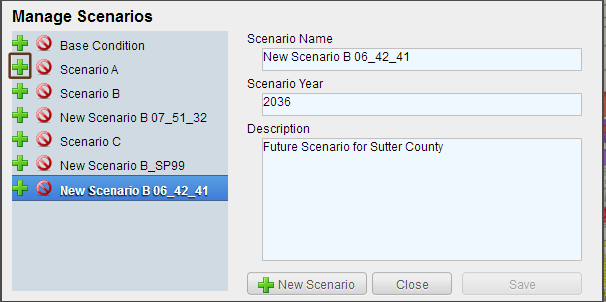 Manage Scenarios
Base Condition
Scenario A
Scenario B
New Scenario B 07_51_32
Scenario C
New Scenario B_SP99
New Scenario B 06_42_41
Scenario Name
New Scenario B 06_42_41
Scenario Year
2036
Description
Future Scenario for Sutter County
New Scenario
Close
Save